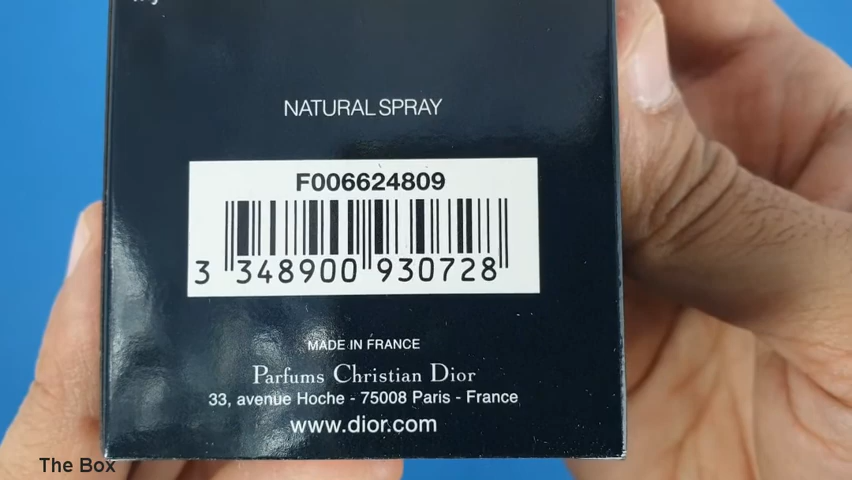 NATURAL SPRAY
F006624809
3 348900 930728
MADE IN FRANCE
Parfums Christian Dior
33, avenue Hoche - 75008 Paris - France
www.dior.com
The Box